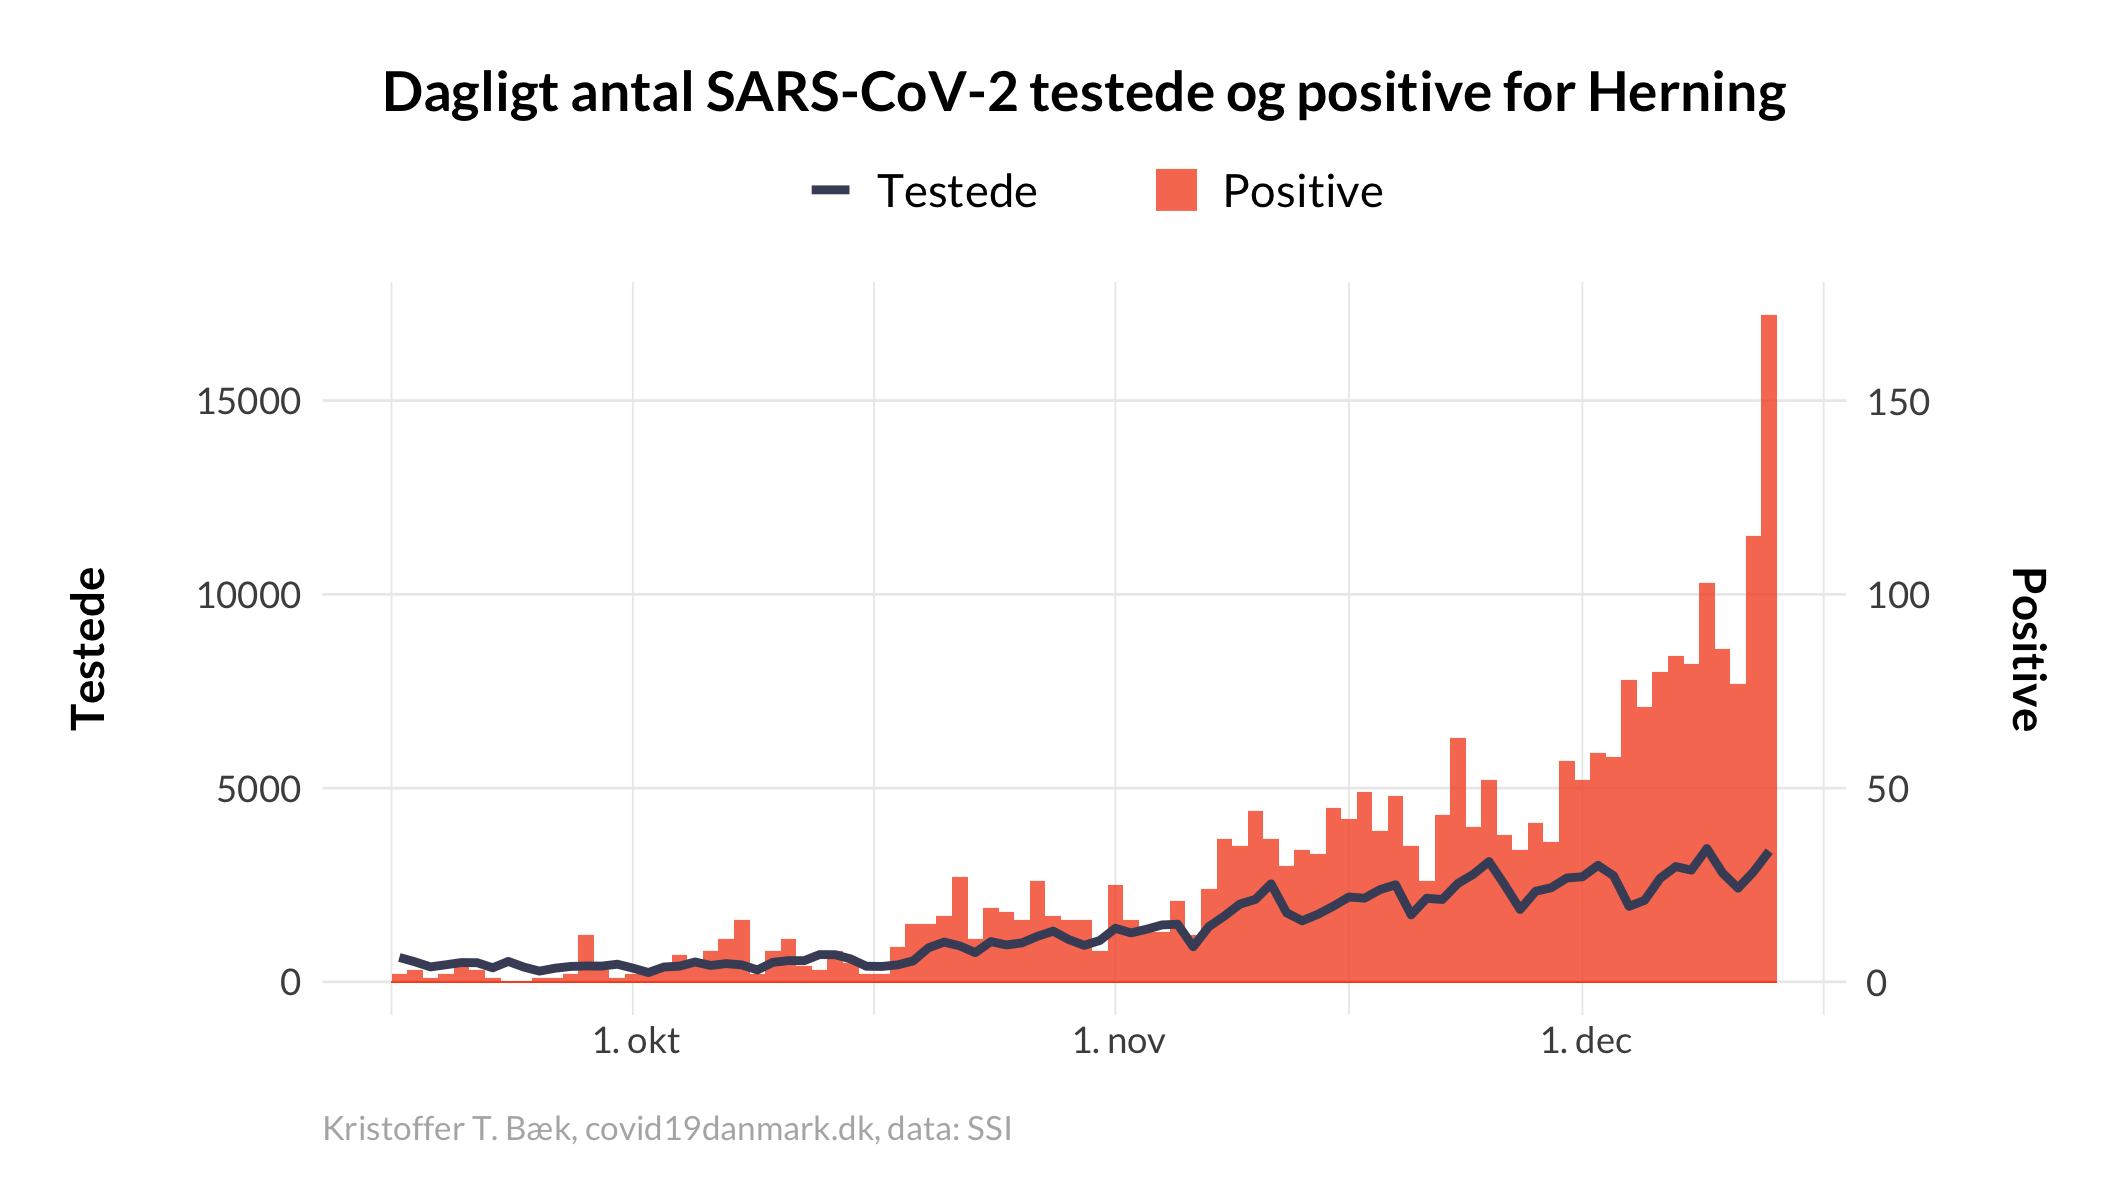 Dagligt antal SARS-CoV-2 testede og positive for Herning
Testede
Positive
15000
10000
5000
0
150
100
50
0
Testede
Positive
1. okt
1. nov
1. dec
Kristoffer T. Bæk, covid19danmark.dk, data: SSI